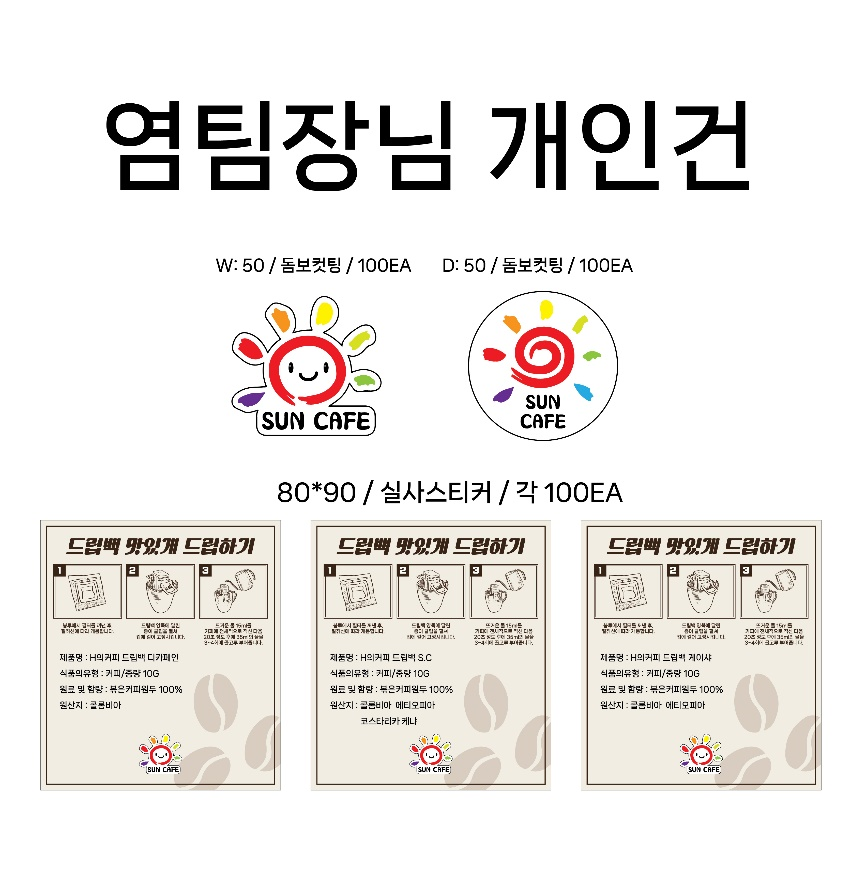 염팀장님 개인건
W: 50 / 돔보컷팅 / 100EA
D: 50 / 돔보컷팅 / 100EA
SUN CAFE
SUN
CAFE
80*90 / 실사스티커 / 각 100EA
드립백 맛있게 드립하기
1 2 3
제품명 : H의커피 드립백 디카페인
식품의유형 : 커피/중량 10G
원료 및 함량 : 볶은커피원두 100%
원산지 : 콜롬비아
SUN CAFE
드립백 맛있게 드립하기
1 2 3
제품명 : H의커피 드립백 S.C
식품의유형 : 커피/중량 10G
원료 및 함량 : 볶은커피원두 100%
원산지 : 콜롬비아 에티오피아
코스타리카 케냐
SUN CAFE
드립백 맛있게 드립하기
1 2 3
제품명 : H의커피 드립백 게이샤
식품의유형 : 커피/중량 10G
원료 및 함량 : 볶은커피원두 100%
원산지 : 콜롬비아 에티오피아
SUN CAFE